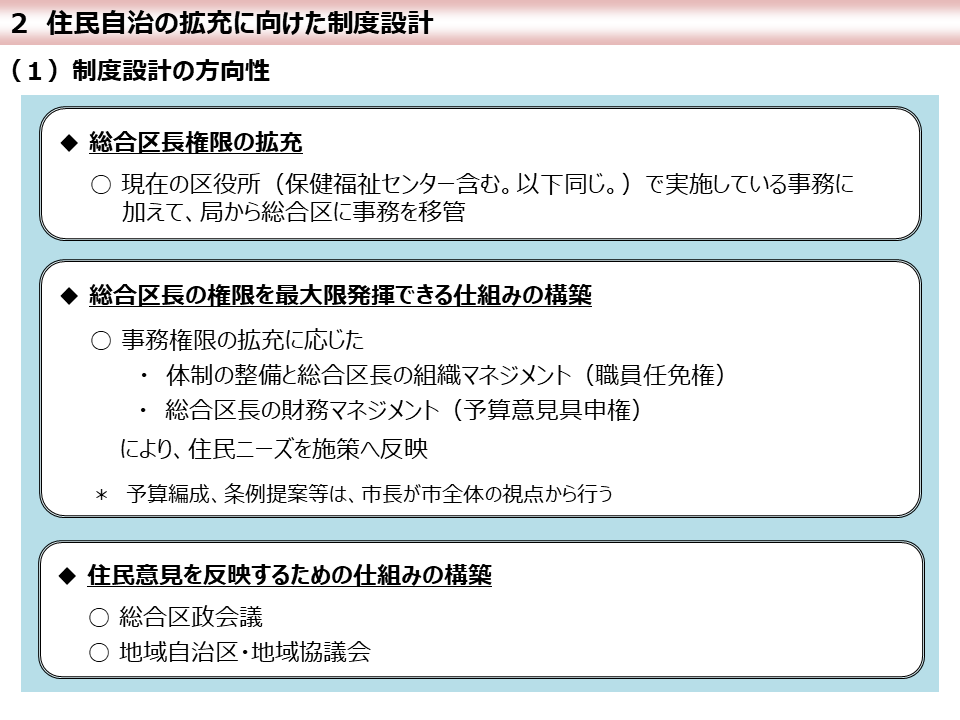 ２ 住民自治の拡充に向けた制度設計
（１）制度設計の方向性
◆ 総合区長権限の拡充
○ 現在の区役所（保健福祉センター含む。以下同じ。）で実施している事務に
加えて、局から総合区に事務を移管
◆ 総合区長の権限を最大限発揮できる仕組みの構築
○ 事務権限の拡充に応じた
・ 体制の整備と総合区長の組織マネジメント（職員任免権）
・ 総合区長の財務マネジメント（予算意見具申権）
により、住民ニーズを施策へ反映
＊ 予算編成、条例提案等は、市長が市全体の視点から行う
◆ 住民意見を反映するための仕組みの構築
○ 総合区政会議
○ 地域自治区・地域協議会